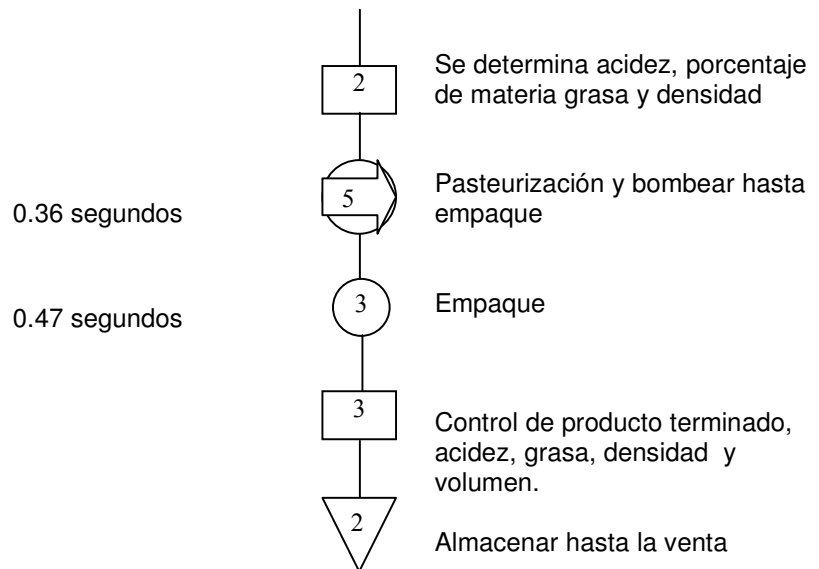 2
Se determina acidez, porcentaje
de materia grasa y densidad
0.36 segundos
5
Pasteurización y bombear hasta
empaque
0.47 segundos
3
Empaque
3
Control de producto terminado,
acidez, grasa, densidad y
volumen.
2
Almacenar hasta la venta